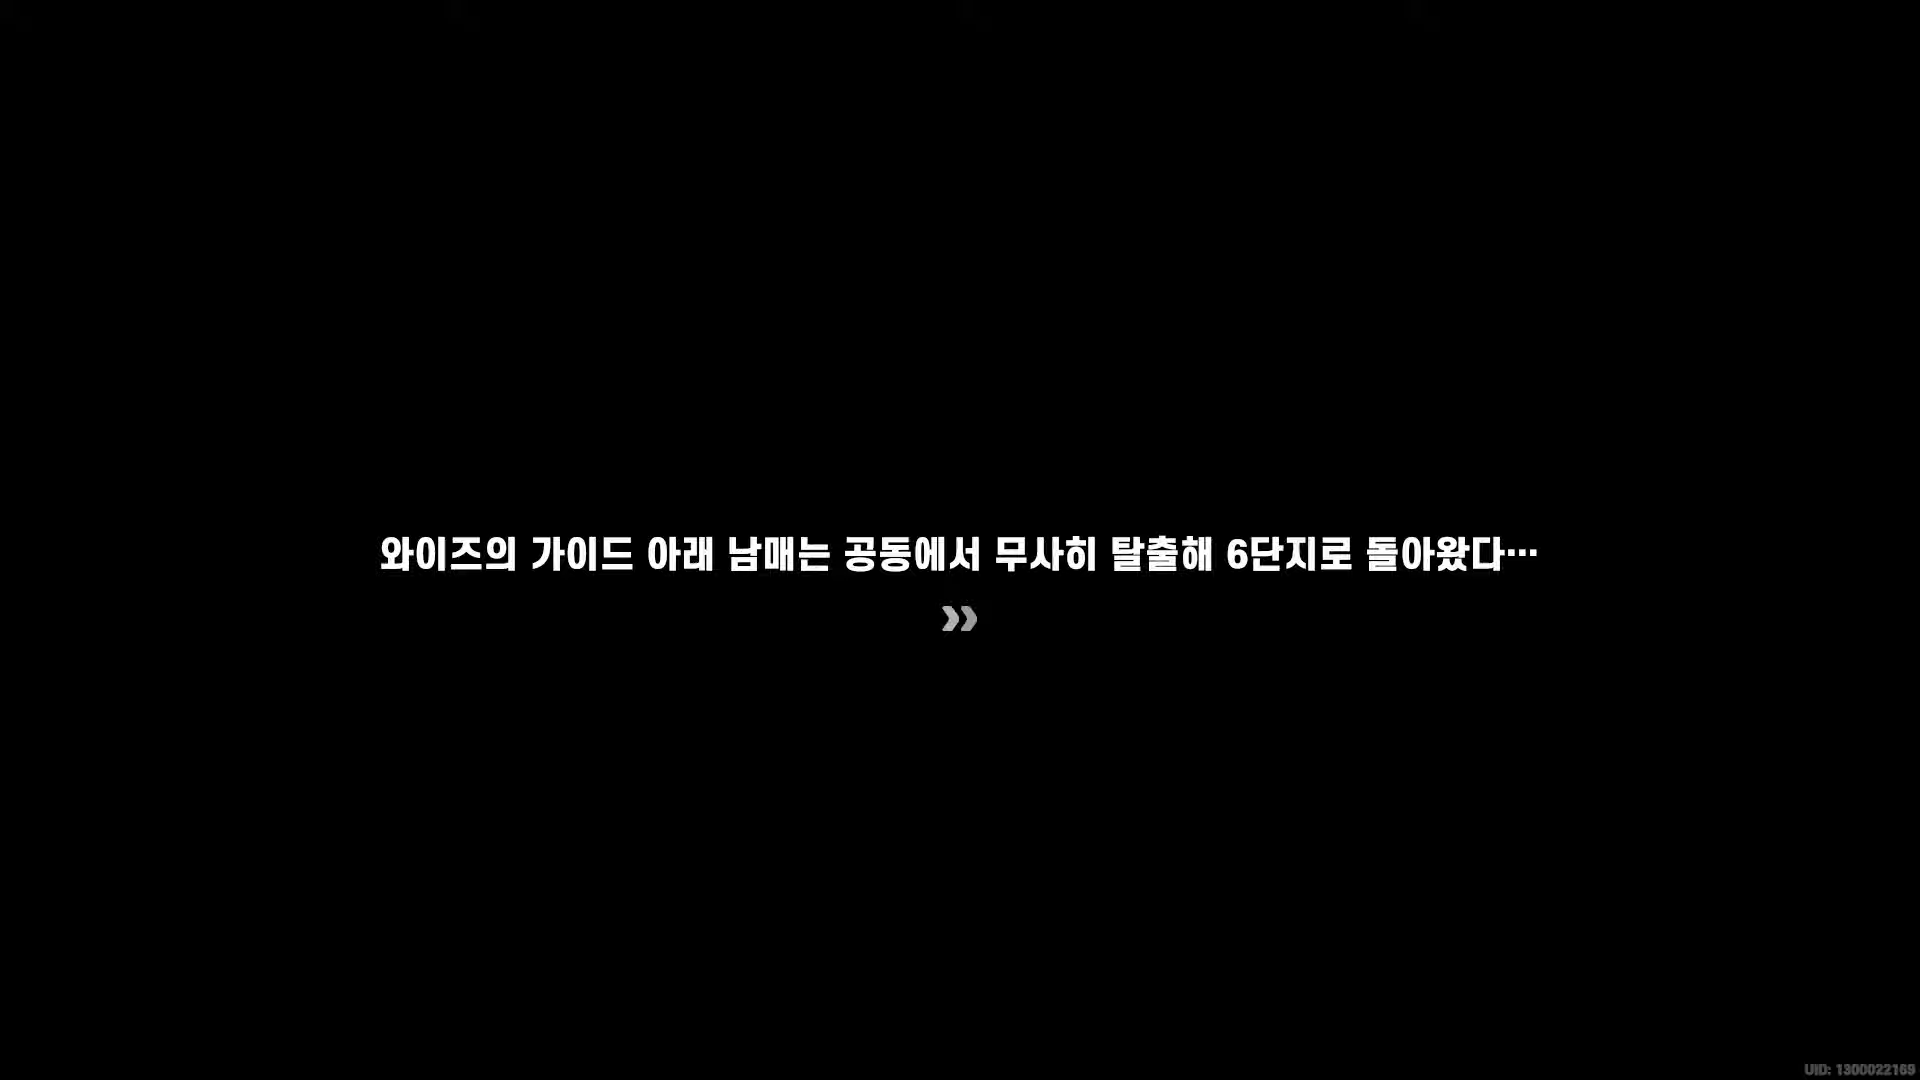 와이즈의 가이드 아래 남매는 공동에서 무사히 탈출해 6단지로 돌아왔다…
UID: 1300022169